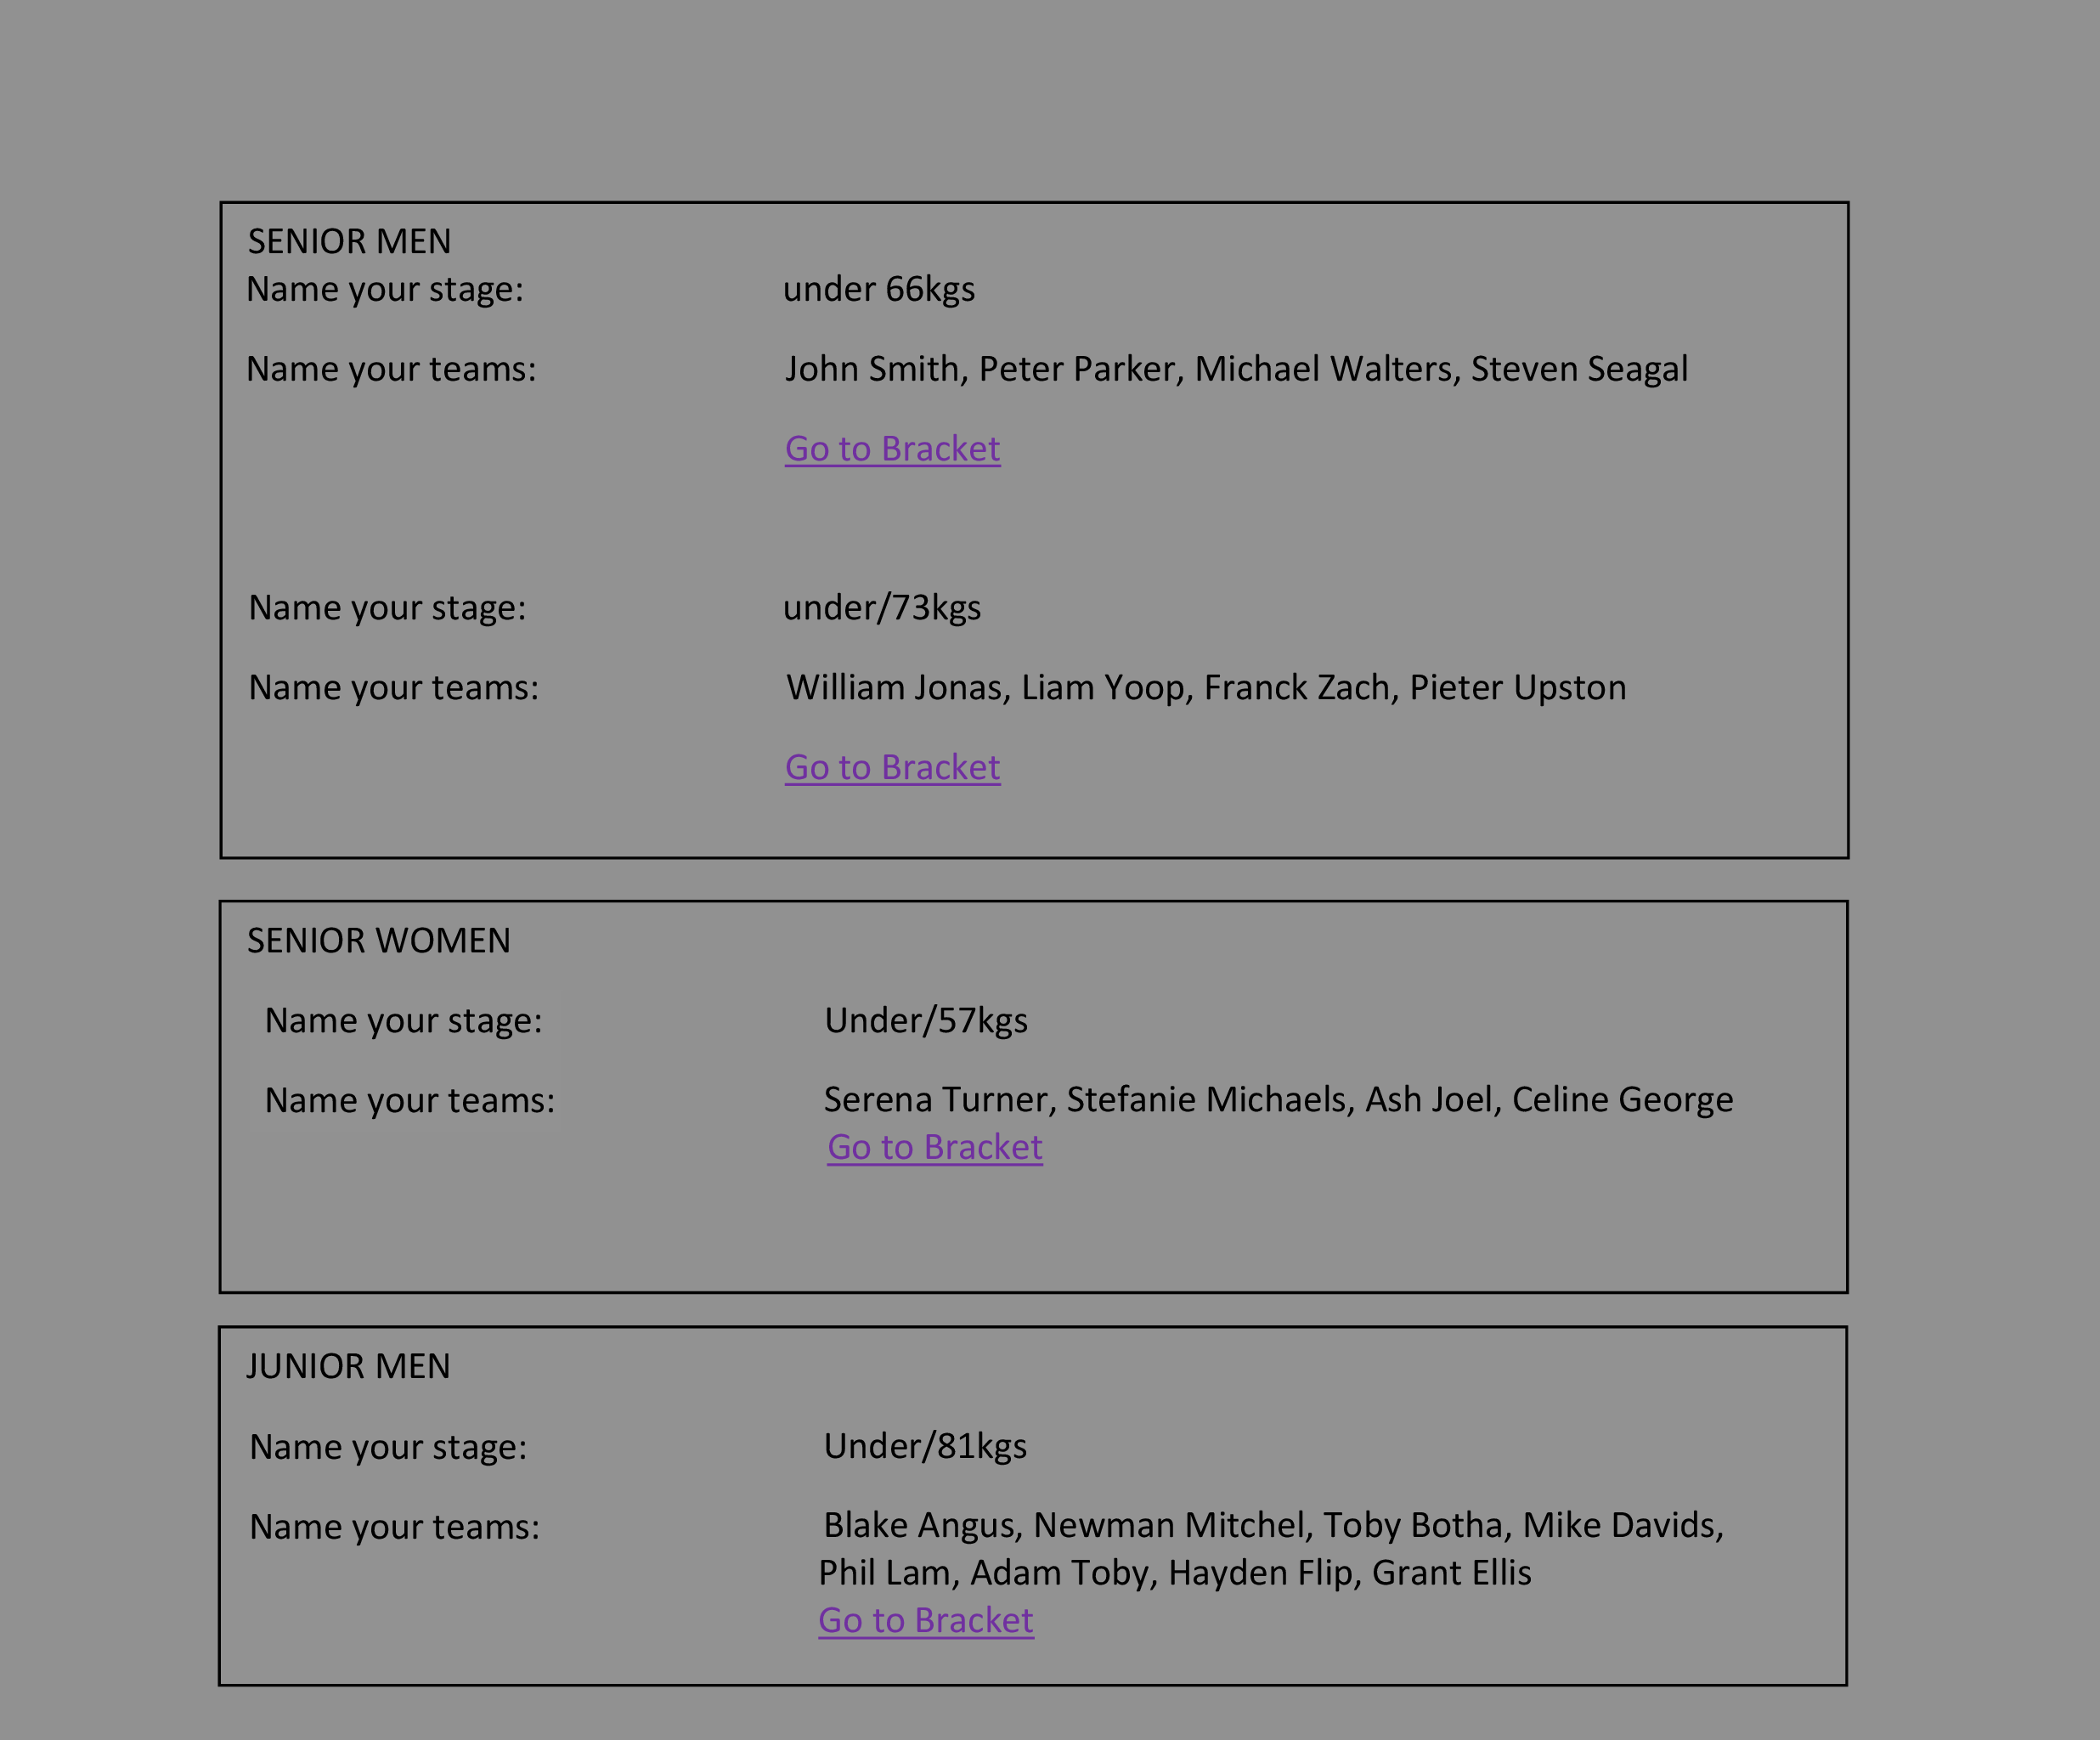 SENIOR MEN
Name your stage: under 66kgs
Name your teams: John Smith, Peter Parker, Michael Walters, Steven Seagal
Go to Bracket
Name your stage: under/73kgs
Name your teams: William Jonas, Liam Yoop, Franck Zach, Pieter Upston
Go to Bracket
SENIOR WOMEN
Name your stage: Under/57kgs
Name your teams: Serena Turner, Stefanie Michaels, Ash Joel, Celine George
Go to Bracket
JUNIOR MEN
Name your stage: Under/81kgs
Name your teams: Blake Angus, Newman Mitchel, Toby Botha, Mike Davids,
Phil Lam, Adam Toby, Hayden Flip, Grant Ellis
Go to Bracket